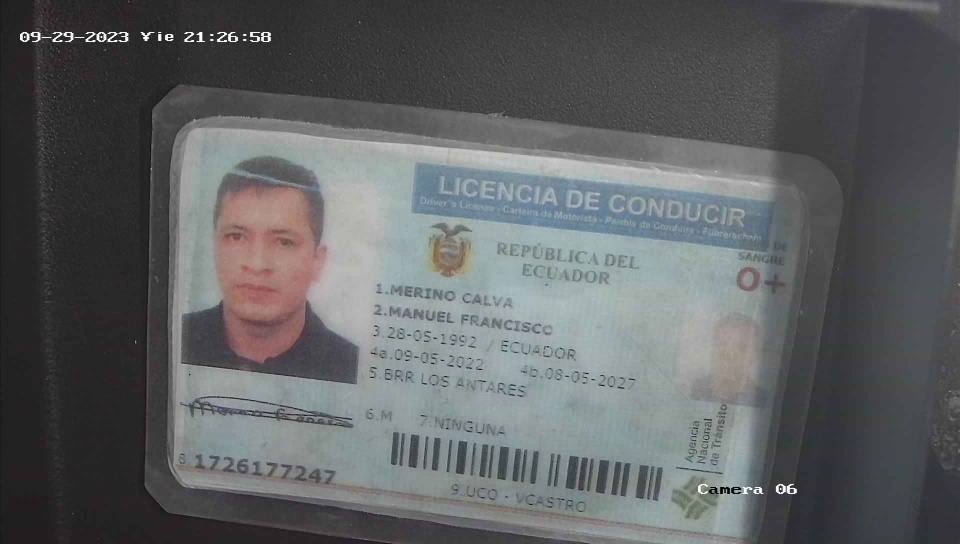 09-29-2023 Vie 21:26:58
LICENCIA DE CONDUCIR
Driver's License - Carteira de Motorista - Permis de Conduire - Führerschein
DE
SANGRE
O+
REPÚBLICA DEL
ECUADOR
1.MERINO CALVA
2.MANUEL FRANCISCO
3.28-05-1992 / ECUADOR
4a.09-05-2022 4b.08-05-2027
5.BRR LOS ANTARES
6.M 7.NINGUNA
8 1726177247
9.UCO - VCASTRO
Agencia
Nacional
de Tránsito
Camera 06